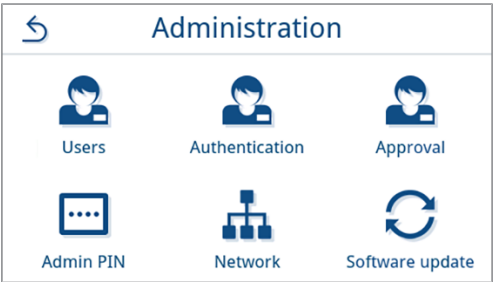 Administration
Users Authentication Approval
Admin PIN Network Software update